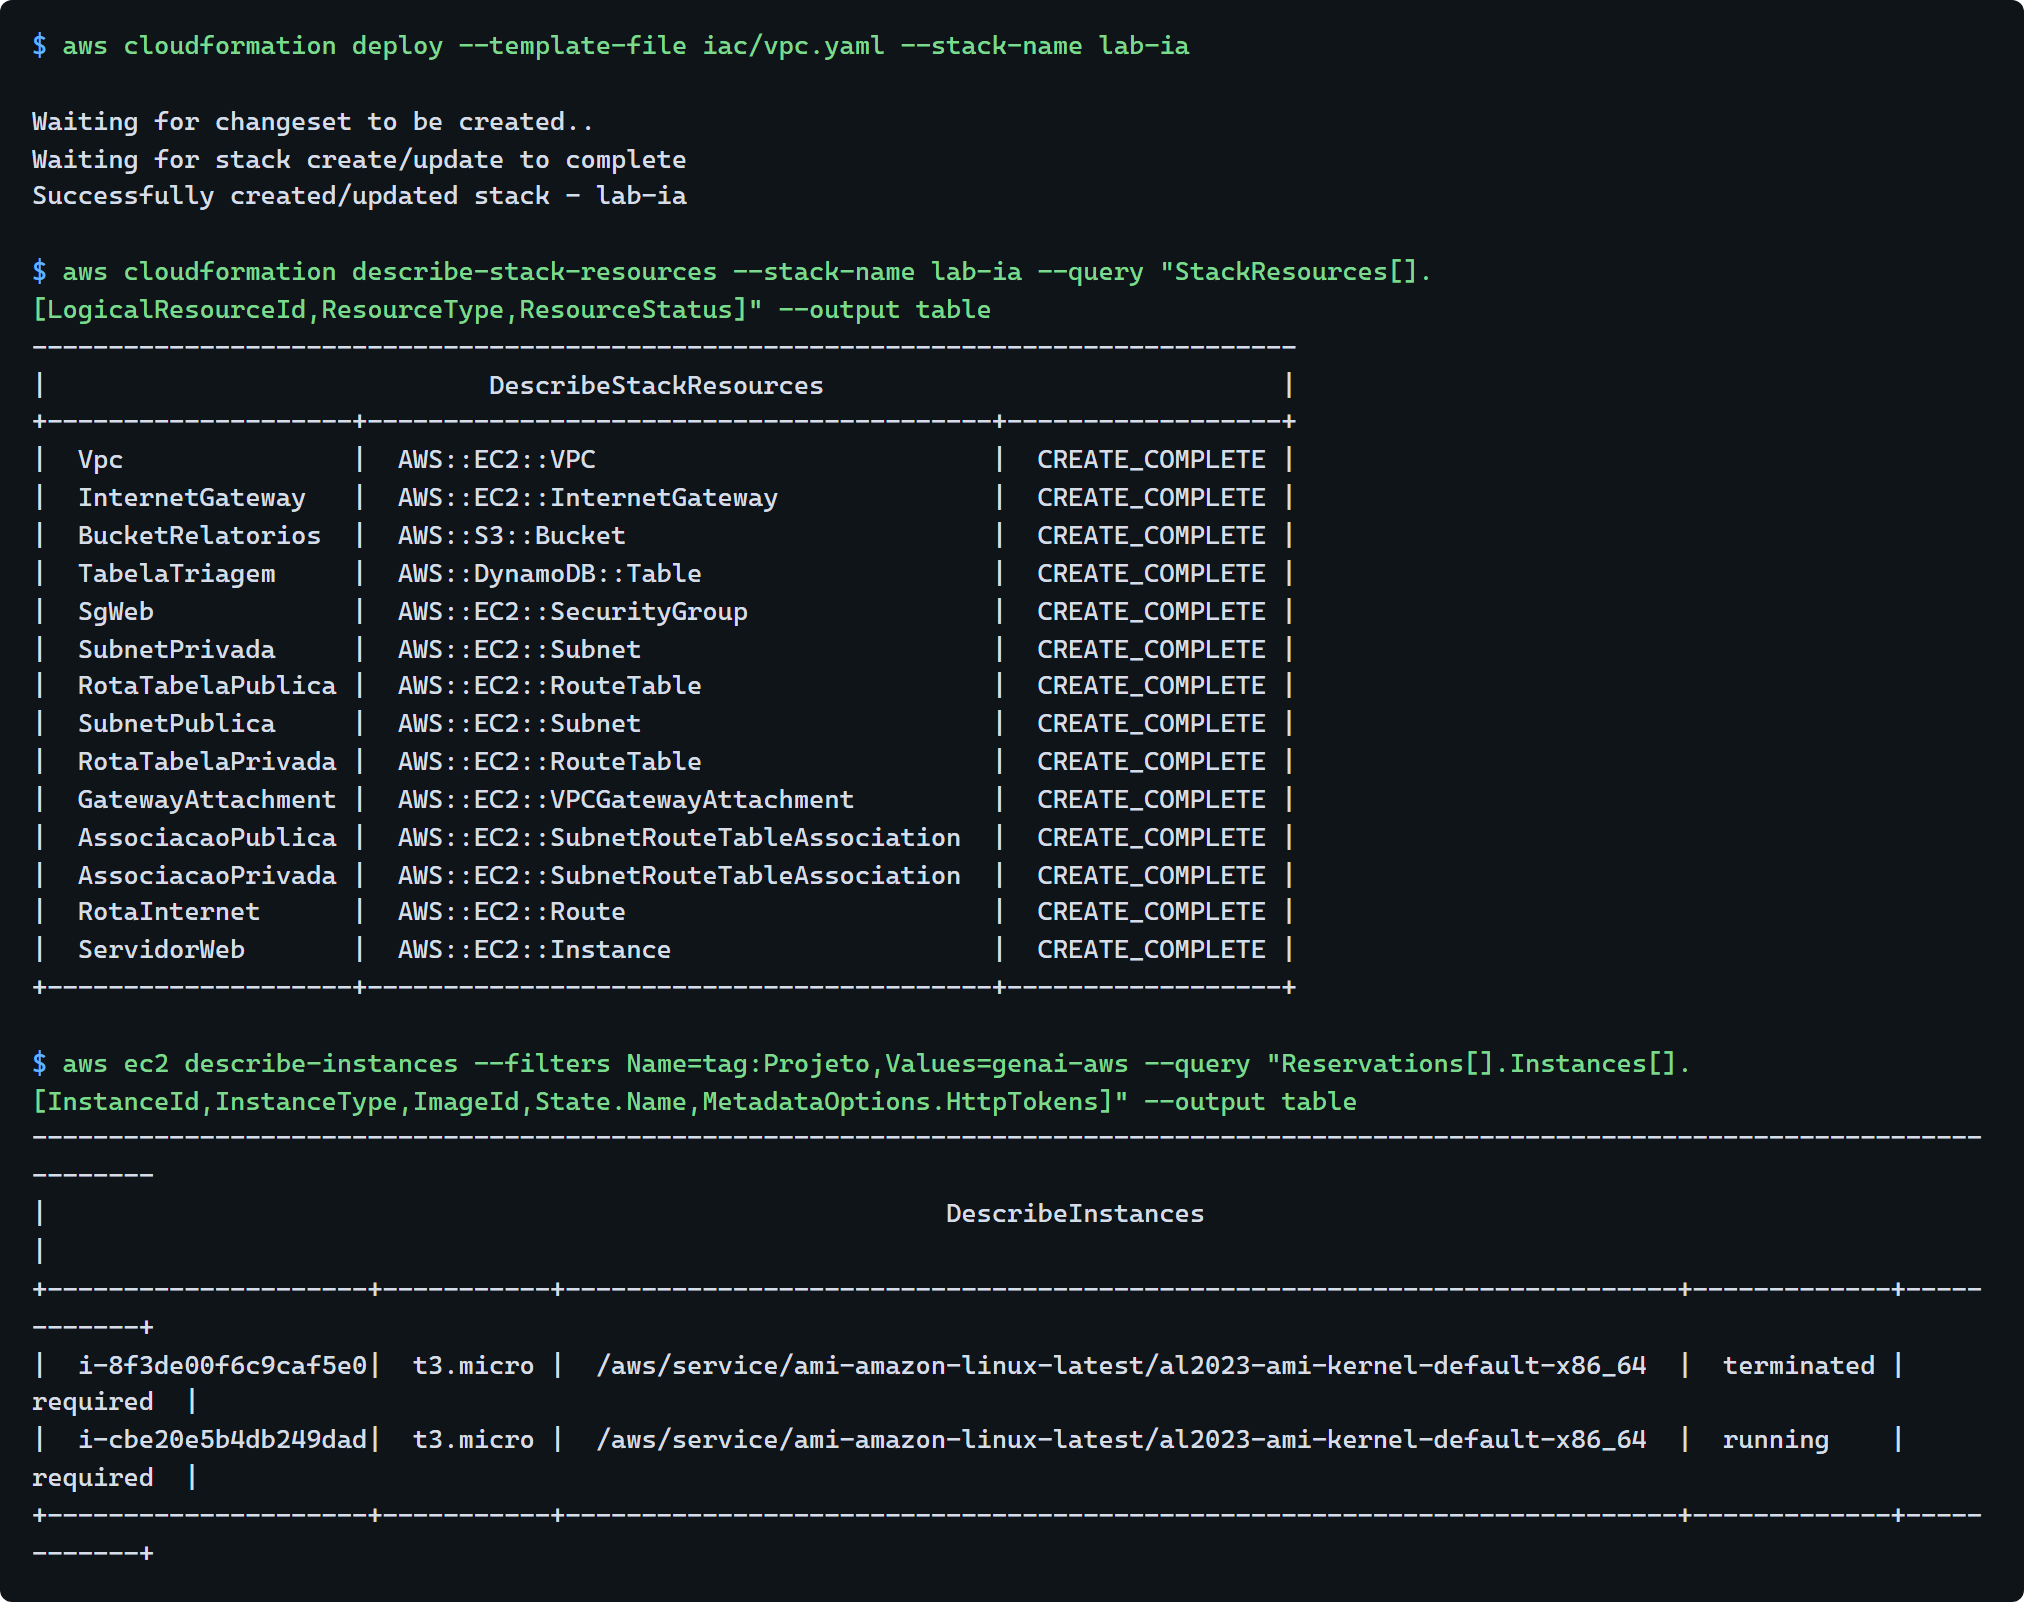 $ aws cloudformation deploy --template-file iac/vpc.yaml --stack-name lab-ia

Waiting for changeset to be created..
Waiting for stack create/update to complete
Successfully created/updated stack - lab-ia

$ aws cloudformation describe-stack-resources --stack-name lab-ia --query "StackResources[].
[LogicalResourceId,ResourceType,ResourceStatus]" --output table
-----------------------------------------------------------------------------------
|                             DescribeStackResources                              |
+--------------------+-----------------------------------------+------------------+
|  Vpc               |  AWS::EC2::VPC                          |  CREATE_COMPLETE |
|  InternetGateway   |  AWS::EC2::InternetGateway              |  CREATE_COMPLETE |
|  BucketRelatorios  |  AWS::S3::Bucket                        |  CREATE_COMPLETE |
|  TabelaTriagem     |  AWS::DynamoDB::Table                   |  CREATE_COMPLETE |
|  SgWeb             |  AWS::EC2::SecurityGroup                |  CREATE_COMPLETE |
|  SubnetPrivada     |  AWS::EC2::Subnet                       |  CREATE_COMPLETE |
|  RotaTabelaPublica |  AWS::EC2::RouteTable                   |  CREATE_COMPLETE |
|  SubnetPublica     |  AWS::EC2::Subnet                       |  CREATE_COMPLETE |
|  RotaTabelaPrivada |  AWS::EC2::RouteTable                   |  CREATE_COMPLETE |
|  GatewayAttachment |  AWS::EC2::VPCGatewayAttachment         |  CREATE_COMPLETE |
|  AssociacaoPublica |  AWS::EC2::SubnetRouteTableAssociation  |  CREATE_COMPLETE |
|  AssociacaoPrivada |  AWS::EC2::SubnetRouteTableAssociation  |  CREATE_COMPLETE |
|  RotaInternet      |  AWS::EC2::Route                        |  CREATE_COMPLETE |
|  ServidorWeb       |  AWS::EC2::Instance                     |  CREATE_COMPLETE |
+--------------------+-----------------------------------------+------------------+

$ aws ec2 describe-instances --filters Name=tag:Projeto,Values=genai-aws --query "Reservations[].Instances[].
[InstanceId,InstanceType,ImageId,State.Name,MetadataOptions.HttpTokens]" --output table
--------------------------------------------------------------------------------------------------------------------------------
--------
|                                                           DescribeInstances
|
+---------------------+-----------+-------------------------------------------------------------------------+-------------+-----
-------+
|  i-8f3de00f6c9caf5e0|  t3.micro |  /aws/service/ami-amazon-linux-latest/al2023-ami-kernel-default-x86_64  |  terminated |
required  |
|  i-cbe20e5b4db249dad|  t3.micro |  /aws/service/ami-amazon-linux-latest/al2023-ami-kernel-default-x86_64  |  running    |
required  |
+---------------------+-----------+-------------------------------------------------------------------------+-------------+-----
-------+